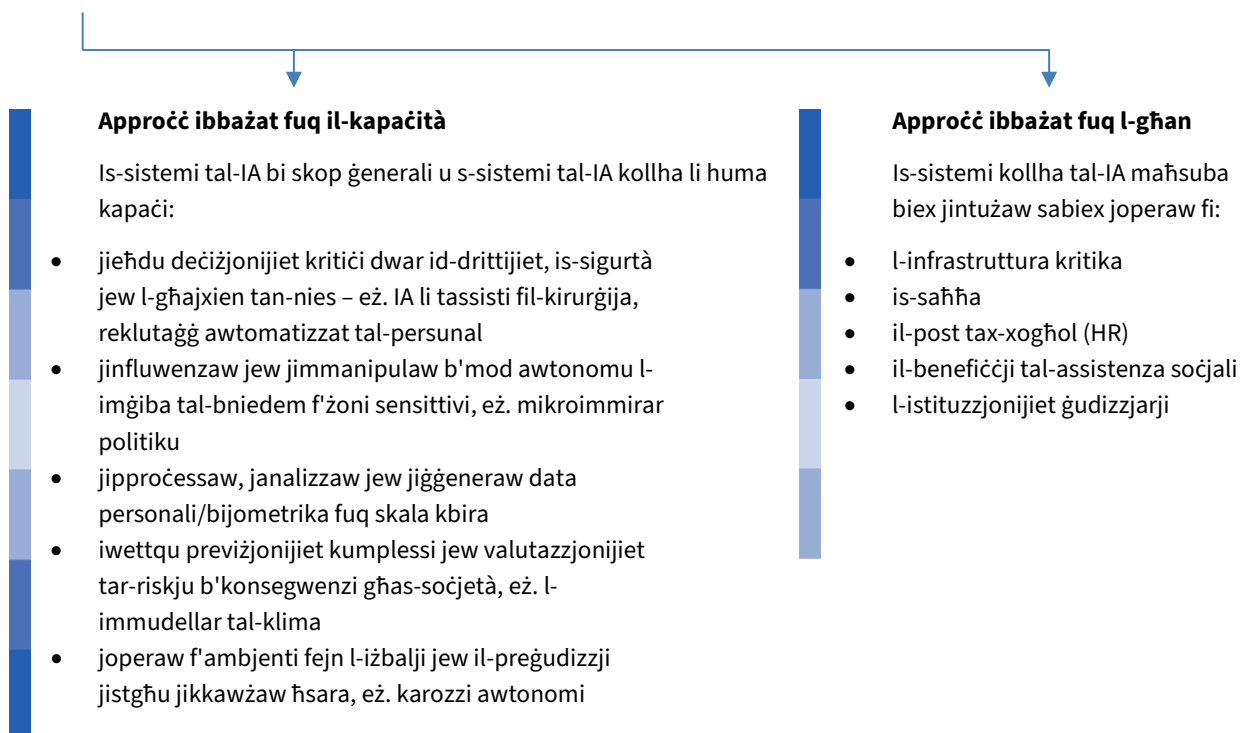 Approċċ ibbażat fuq il-kapaċità
Is-sistemi tal-IA bi skop ġenerali u s-sistemi tal-IA kollha li huma
kapaċi:
• jieħdu deċiżjonijiet kritiċi dwar id-drittijiet, is-sigurtà
jew l-għajxien tan-nies – eż. IA li tassisti fil-kirurġija,
reklutaġġ awtomatizzat tal-persunal
• jinfluwenzaw jew jimmanipulaw b'mod awtonomu l-
imġiba tal-bniedem f'żoni sensittivi, eż. mikroimmirar
politiku
• jipproċessaw, janalizzaw jew jiġġeneraw data
personali/bijometrika fuq skala kbira
• iwettqu previżjonijiet kumplessi jew valutazzjonijiet
tar-riskju b'konsegwenzi għas-soċjetà, eż. l-
immudellar tal-klima
• joperaw f'ambjenti fejn l-iżbalji jew il-preġudizzji
jistgħu jikkawżaw ħsara, eż. karozzi awtonomi
Approċċ ibbażat fuq l-għan
Is-sistemi kollha tal-IA maħsuba
biex jintużaw sabiex joperaw fi:
• l-infrastruttura kritika
• is-saħħa
• il-post tax-xogħol (HR)
• il-benefiċċji tal-assistenza soċjali
• l-istituzzjonijiet ġudizzjarji